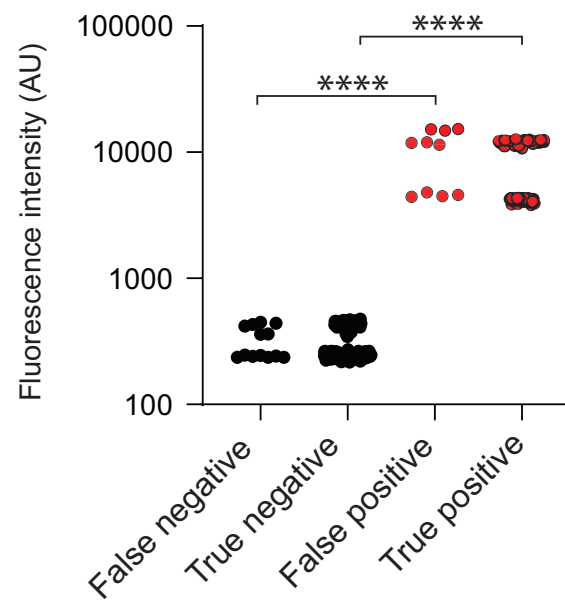 Fluorescence intensity (AU)
100000
10000
1000
100
****
****
False negative
True negative
False positive
True positive